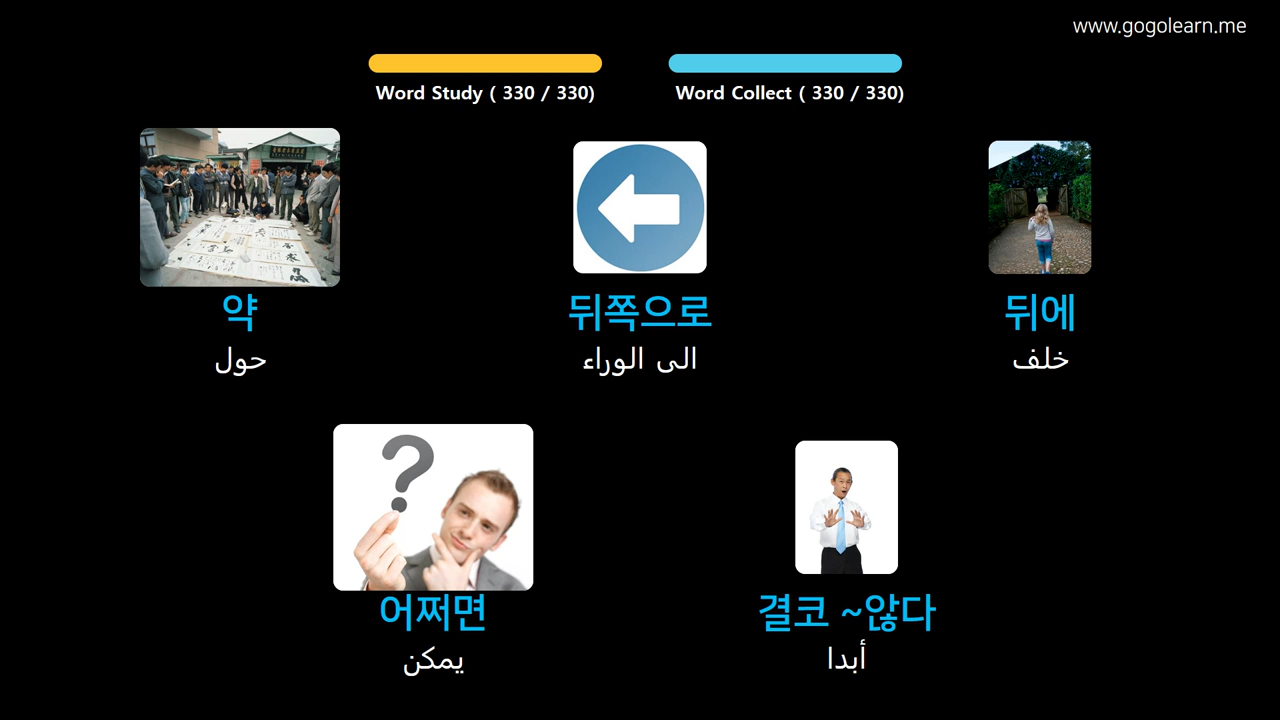 www.gogolearn.me
Word Study ( 330 / 330)
Word Collect ( 330 / 330)
약
حول
뒤쪽으로
الى الوراء
뒤에
خلف
어쩌면
يمكن
결코 ~않다
أبدا